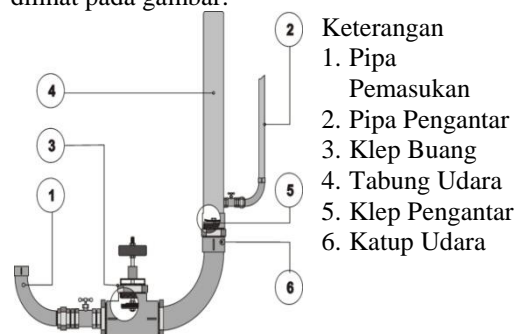 dilihat pada gambar.
2
4
3
1
5
6
Keterangan
1. Pipa
Pemasukan
2. Pipa Pengantar
3. Klep Buang
4. Tabung Udara
5. Klep Pengantar
6. Katup Udara